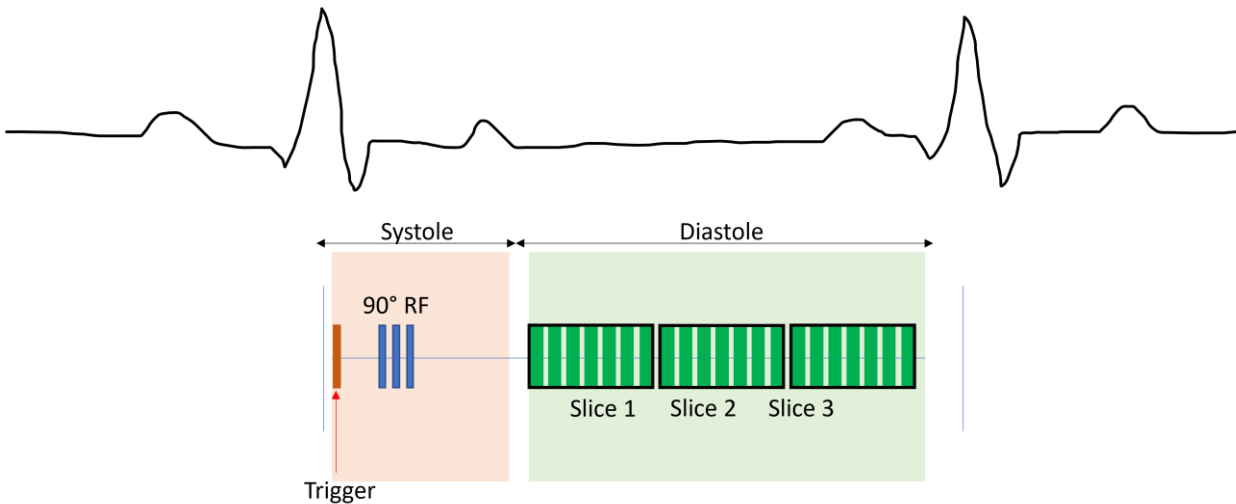 Systole
Diastole
90° RF
Slice 1
Slice 2
Slice 3
Trigger